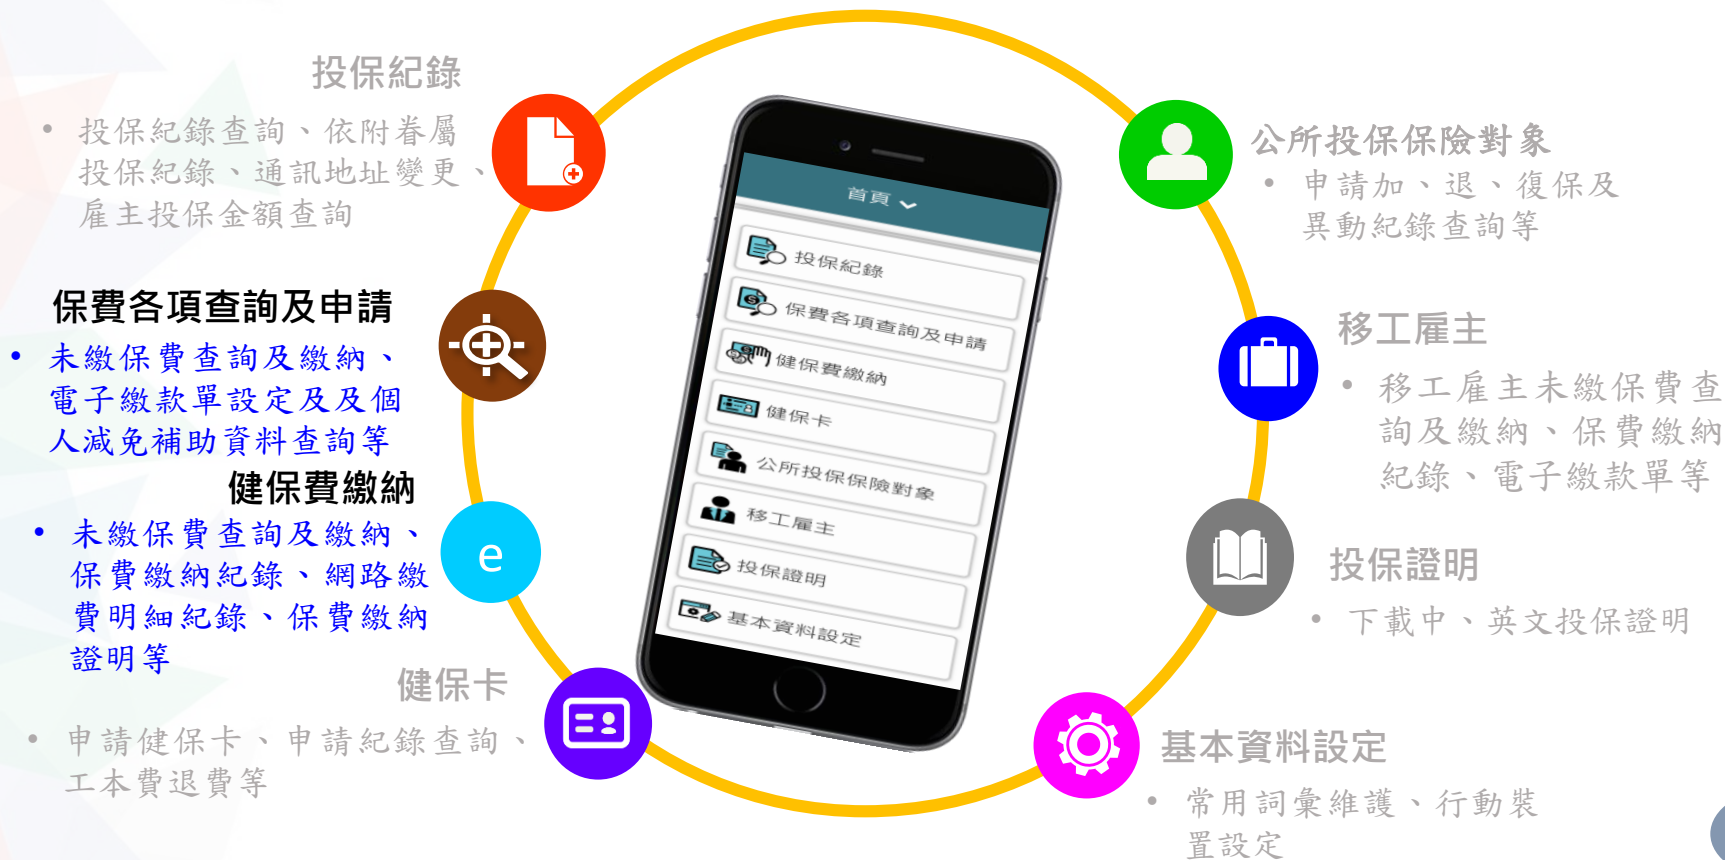 投保紀錄
• 投保紀錄查詢、依附眷屬
投保紀錄、通訊地址變更、
雇主投保金額查詢
保費各項查詢及申請
• 未繳保費查詢及繳納、
電子繳款單設定及及個
人減免補助資料查詢等
健保費繳納
• 未繳保費查詢及繳納、
保費繳納紀錄、網路繳
費明細紀錄、保費繳納
證明等
e
健保卡
• 申請健保卡、申請紀錄查詢、
工本費退費等
首頁
投保紀錄
保費各項查詢及申請
健保費繳納
健保卡
公所投保保險對象
移工雇主
投保證明
基本資料設定
公所投保保險對象
• 申請加、退、復保及
異動紀錄查詢等
移工雇主
• 移工雇主未繳保費查
詢及繳納、保費繳納
紀錄、電子繳款單等
投保證明
• 下載中、英文投保證明
基本資料設定
• 常用詞彙維護、行動裝
置設定